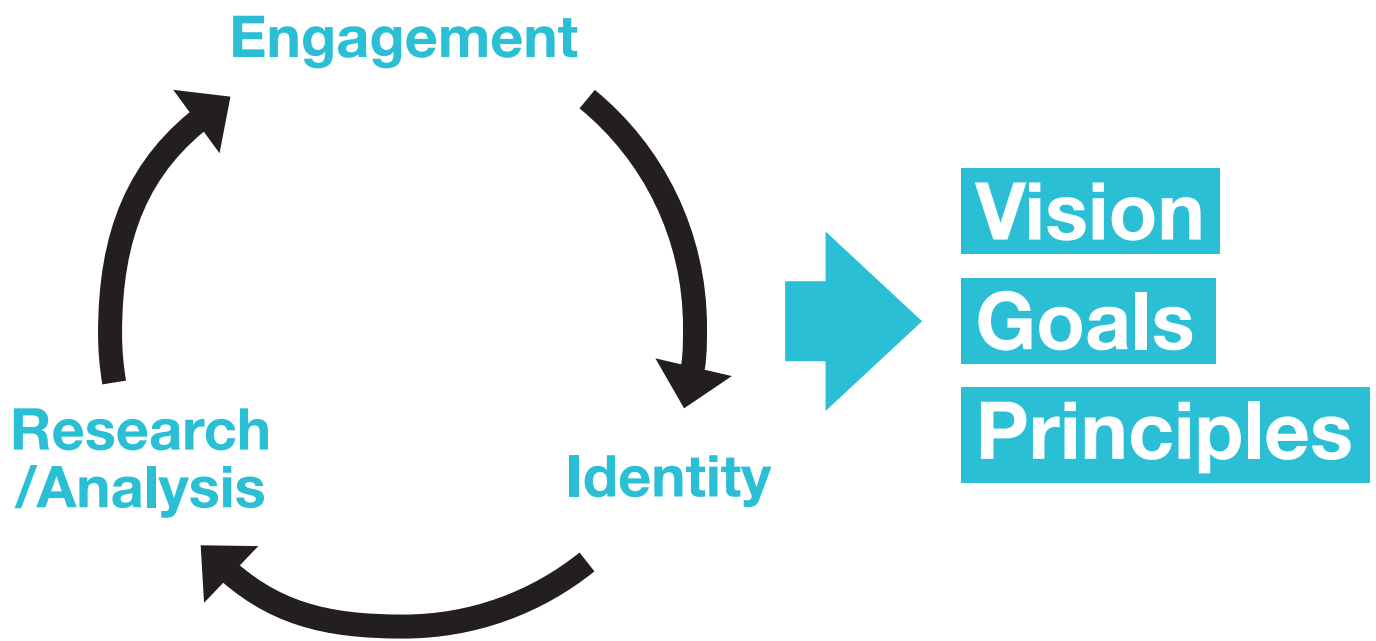 Engagement
Vision
Goals
Principles
Research
/Analysis
Identity